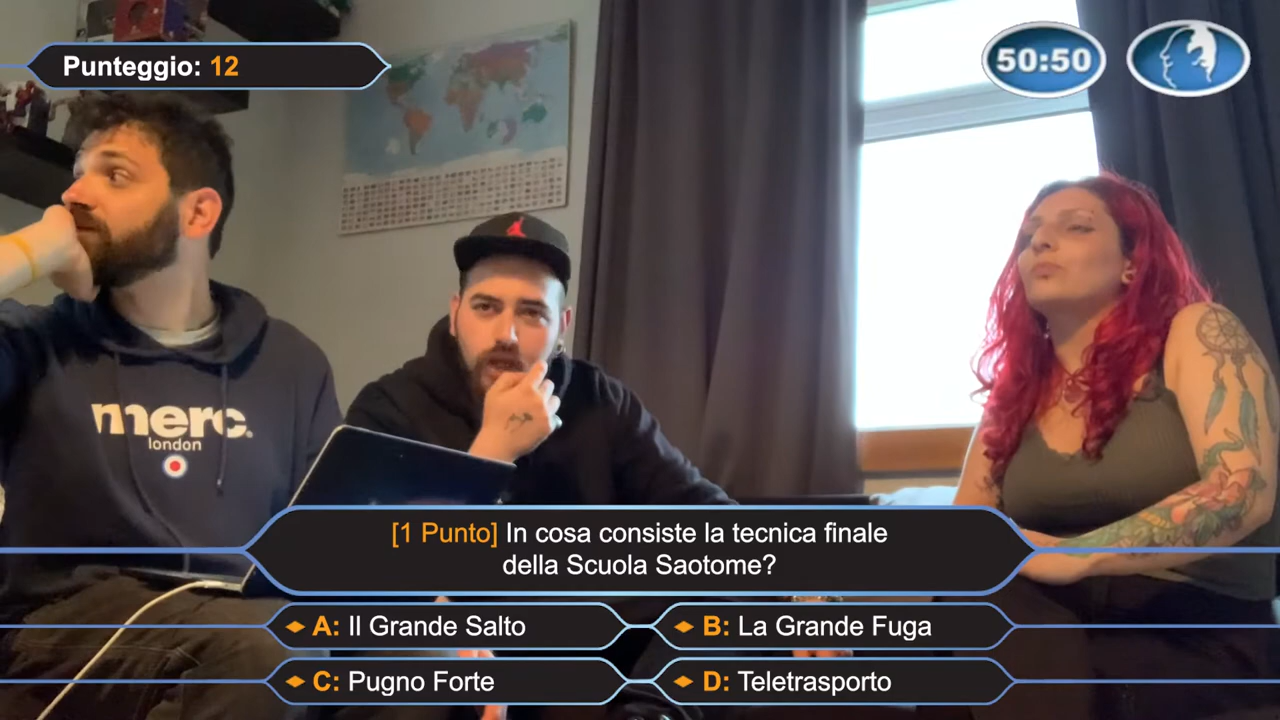 Punteggio: 12
50:50
merc.
london
[1 Punto] In cosa consiste la tecnica finale
della Scuola Saotome?
A: Il Grande Salto
B: La Grande Fuga
C: Pugno Forte
D: Teletrasporto